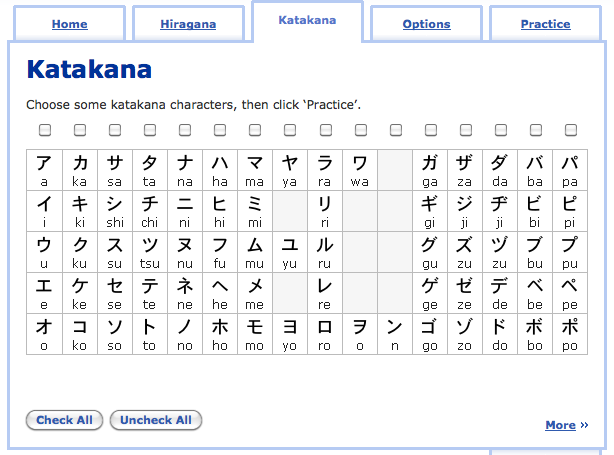 Home Hiragana Katakana Options Practice
Katakana
Choose some katakana characters, then click ‘Practice’.
ア カ サ タ ナ ハ マ ヤ ラ ワ ガ ザ ダ バ パ
a ka sa ta na ha ma ya ra wa ga za da ba pa
イ キ シ チ ニ ヒ ミ リ ギ ジ ヂ ビ ピ
i ki shi chi ni hi mi ri gi ji ji bi pi
ウ ク ス ツ ヌ フ ム ユ ル グ ズ ヅ ブ プ
u ku su tsu nu fu mu yu ru gu zu zu bu pu
エ ケ セ テ ネ ヘ メ レ ゲ ゼ デ ベ ペ
e ke se te ne he me re ge ze de be pe
オ コ ソ ト ノ ホ モ ヨ ロ ヲ ン ゴ ゾ ド ボ ポ
o ko so to no ho mo yo ro o n go zo do bo po
Check All Uncheck All
More »